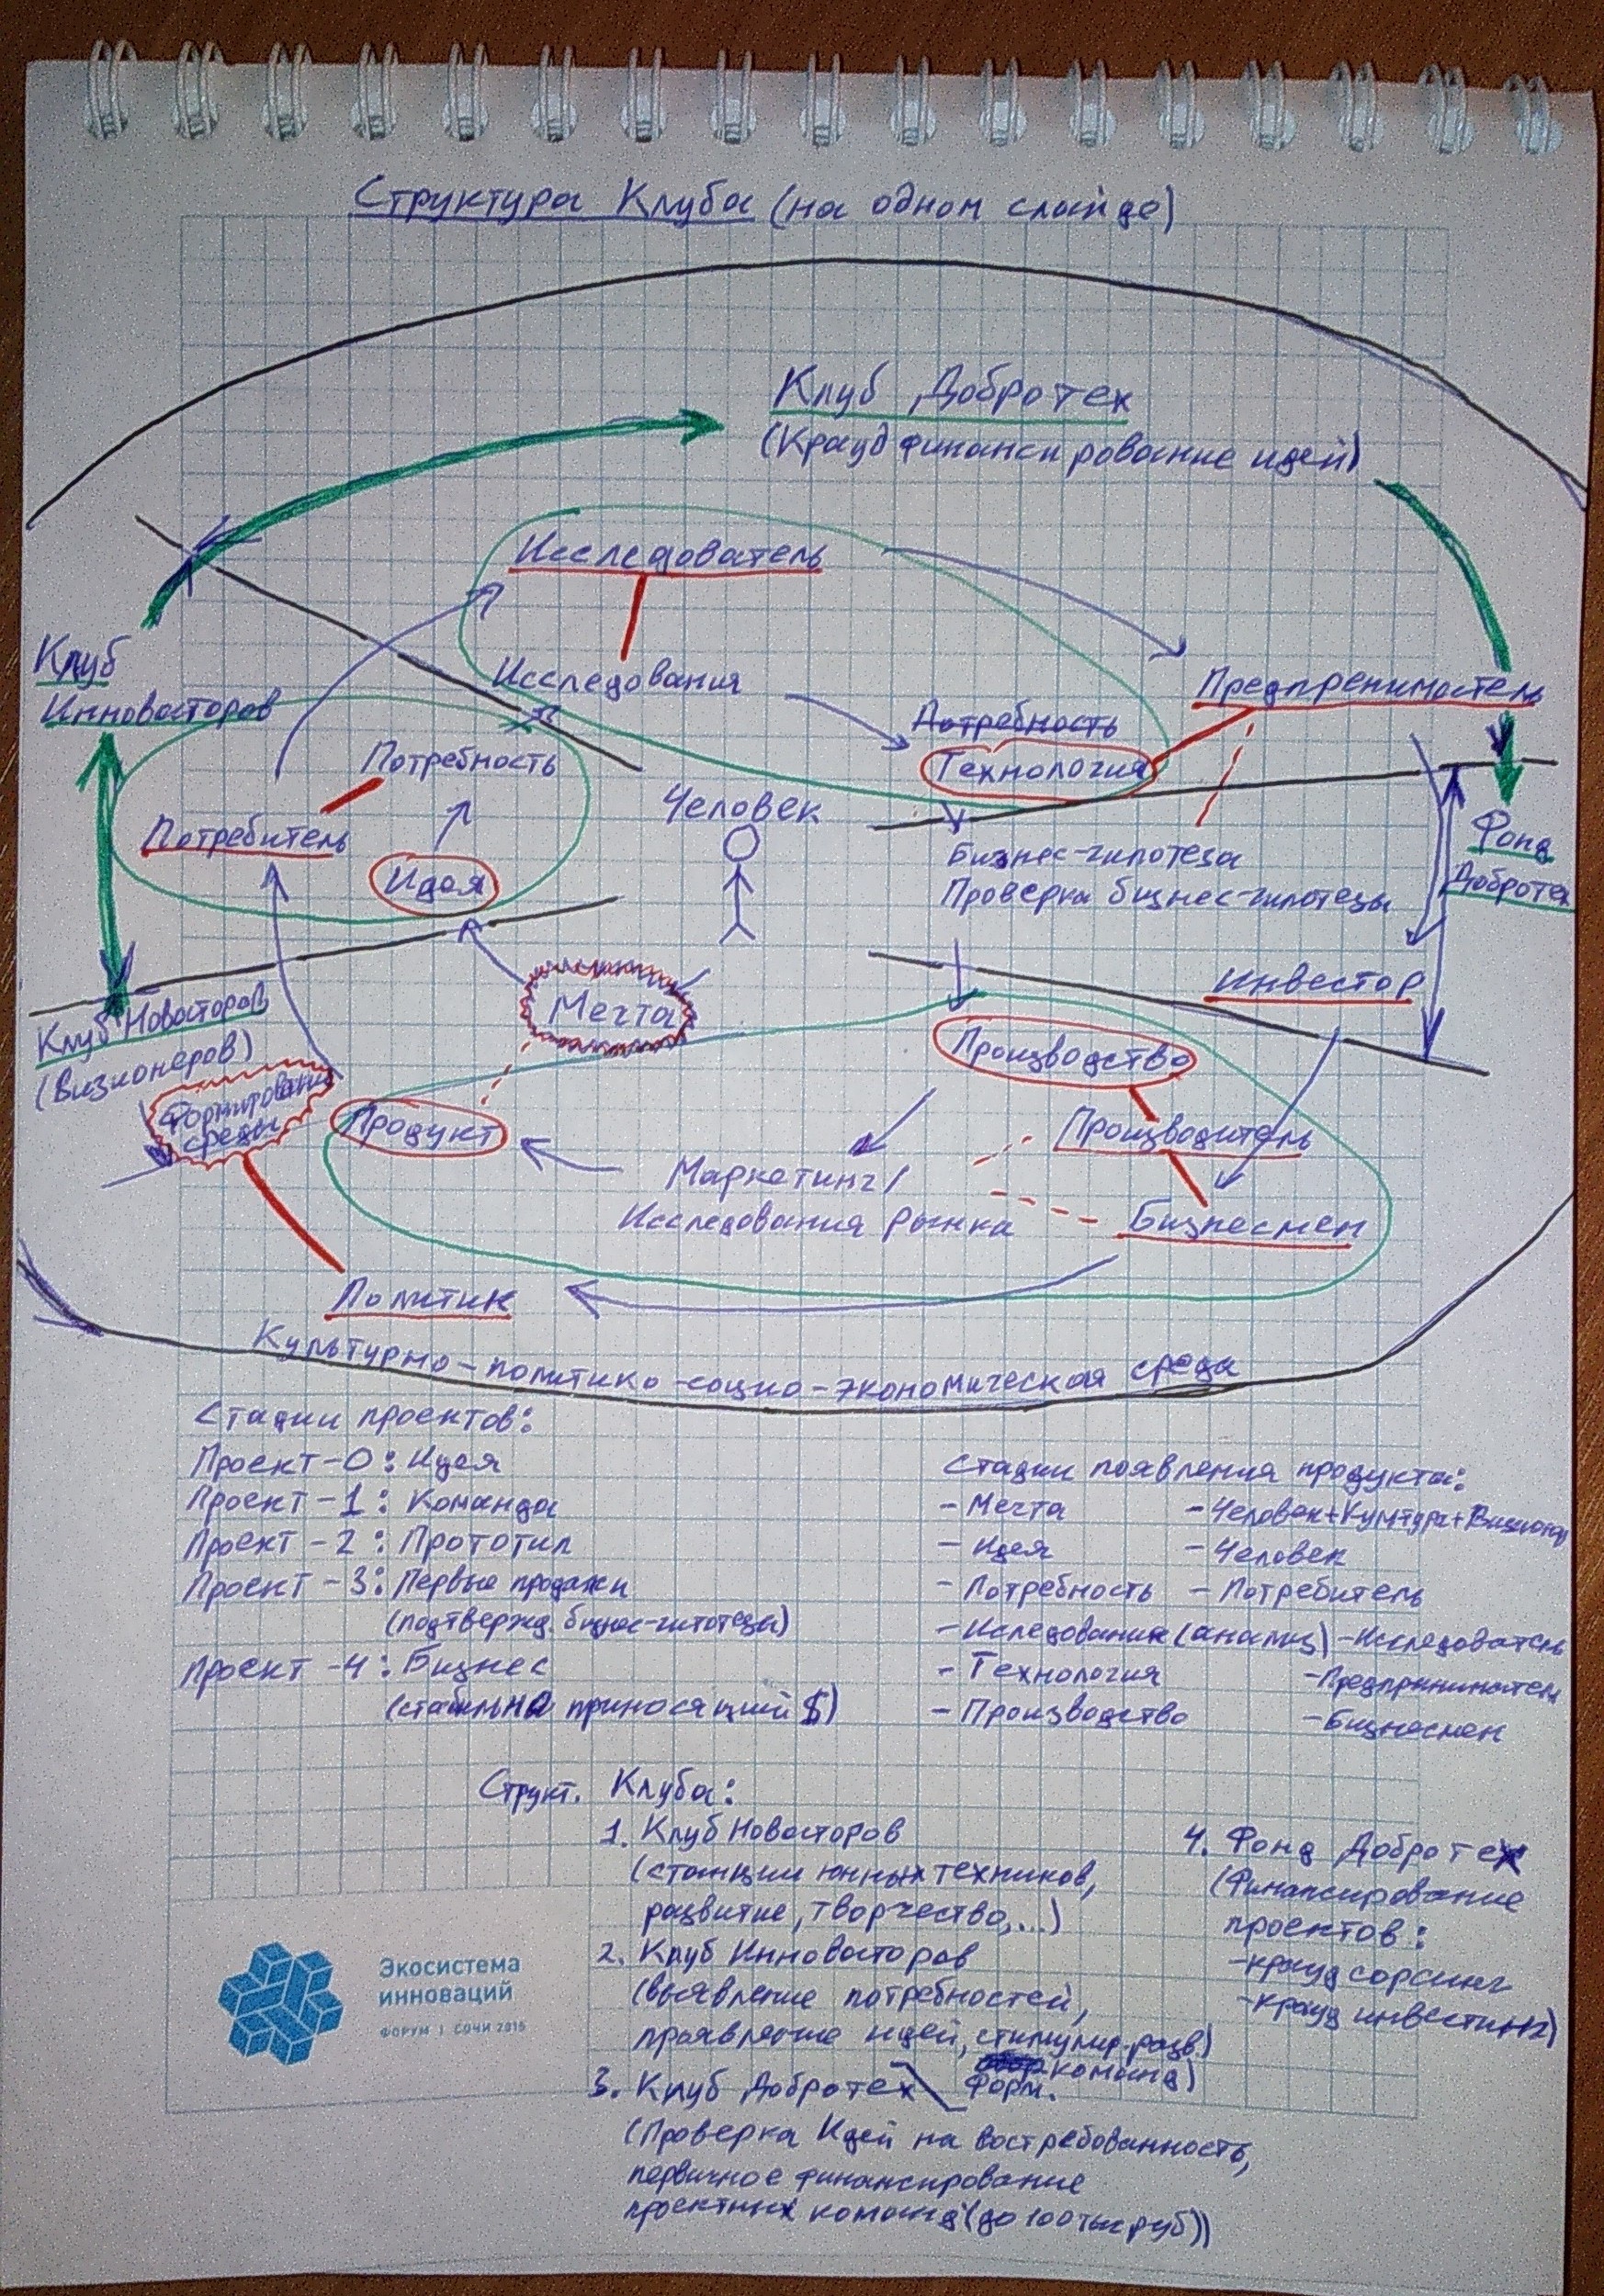 Структура Клуба (на одном слайде)
Клуб Добротех
(Крауд финансирование идей)
Исследователь
Исследования
Клуб
Инноваторов
Предприниматель
Потребность
Технология
Потребность
Потребитель
Идея
Человек
Бизнес-гипотеза
Проверка бизнес-гипотезы
Фонд
Добротех
Инвестор
Мечта
Клуб Новаторов
(Визионеров)
Формирование
среды
Продукт
Производство
Производитель
Маркетинг/
Исследования рынка
Бизнесмен
Политик
Культурно-политико-социо-экономическая среда
Стадии проектов:
Проект-0: Идея
Проект-1: Команда
Проект-2: Прототип
Проект-3: Первые продажи
(подтвержд. бизнес-гипотезы)
Проект-4: Бизнес
(стабильно приносящий $)
Стадии появления продукта:
- Мечта - Человек+Культура+Визионер
- Идея - Человек
- Потребность - Потребитель
- Иследования (анализ) - Исследователь
- Технология - Предприниматель
- Производство - Бизнесмен
Структ. Клуба:
1. Клуб Новаторов
(станции юнных техников,
развитие, творчество,...)
2. Клуб Инноваторов
(выявление потребностей,
проявление идей, стимулир. разв.)
Форм. команд)
3. Клуб Добротех
(Проверка Идей на востребованность,
первичное финансирование
проектных команд (до 100 тыс руб))
4. Фонд Добротех
(Финансирование
проектов:
- крауд сорсинг
- крауд инвестинг)
Экосистема
инноваций
ФОРУМ | СОЧИ 2015